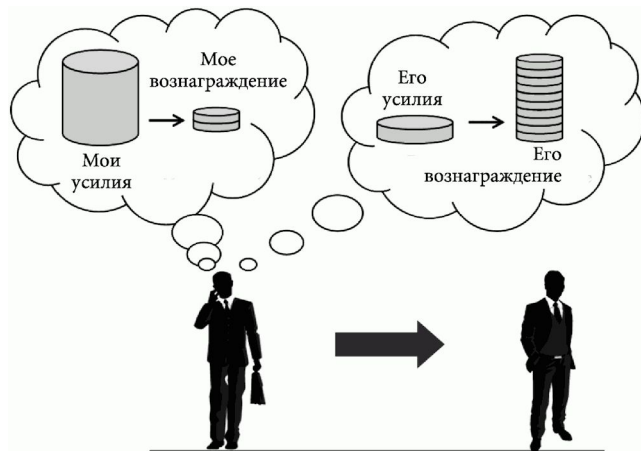 Мое
вознаграждение
Мои
усилия
Его
усилия
Его
вознаграждение